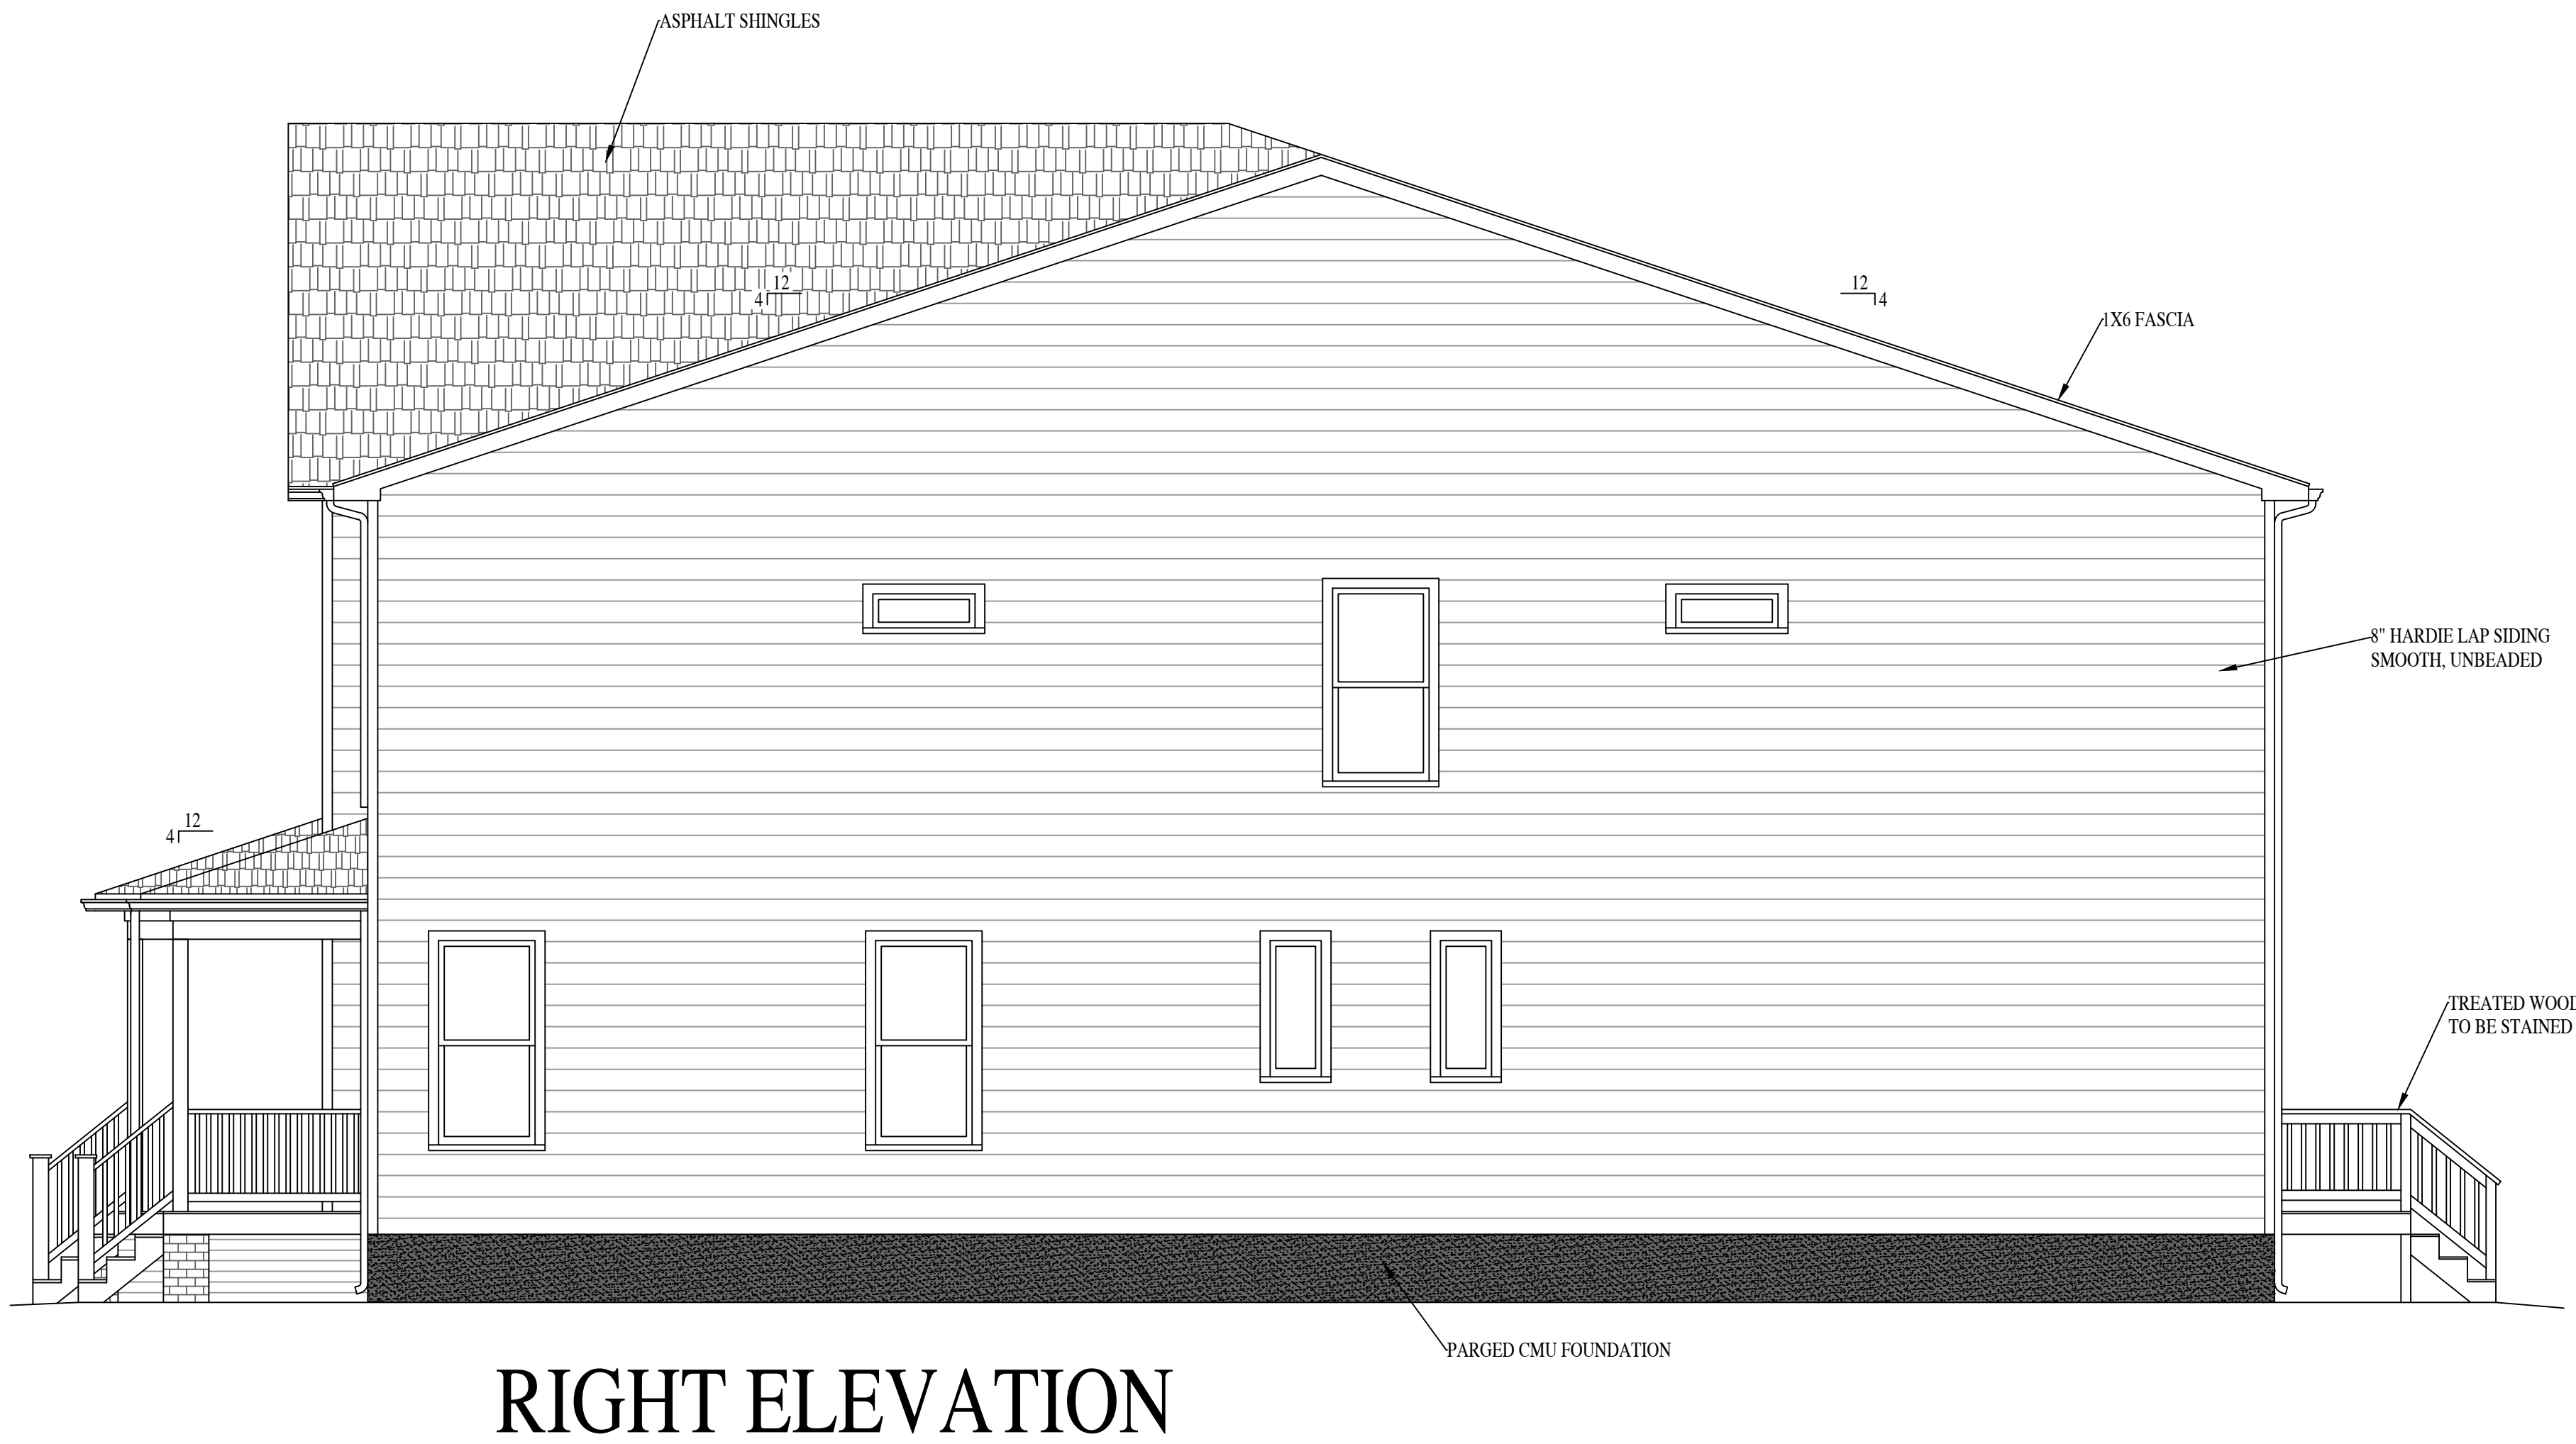 ASPHALT SHINGLES
12
4
12
4
1X6 FASCIA
8" HARDIE LAP SIDING
SMOOTH, UNBEADED
12
4
TREATED
TO BE STAINED
PARGED CMU FOUNDATION
RIGHT ELEVATION